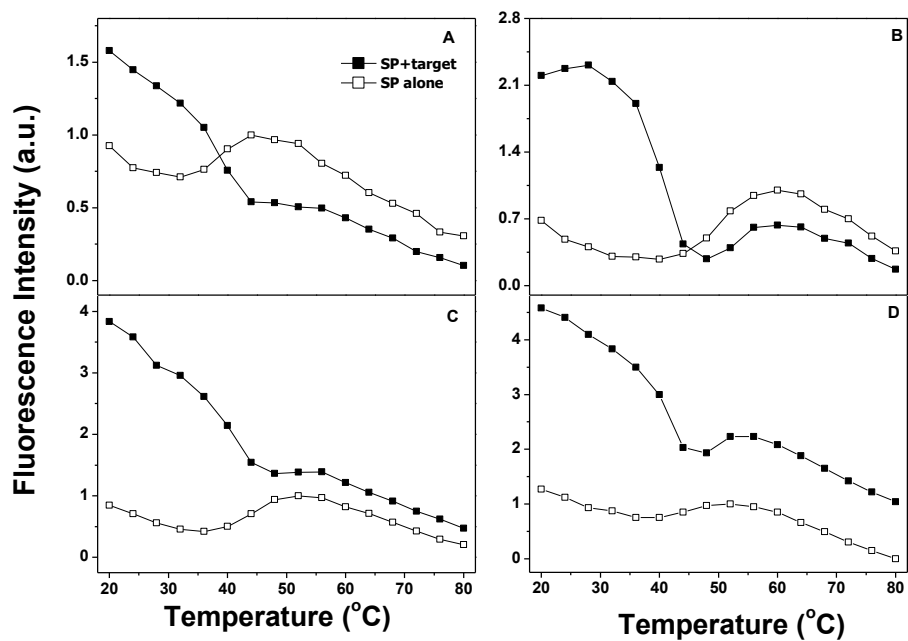 A
SP+target
SP alone
1.5
1.0
0.5
0.0
B
2.8
2.1
1.4
0.7
0.0
C
4
3
2
1
0
20 30 40 50 60 70 80
D
4
3
2
1
0
20 30 40 50 60 70 80
Fluorescence Intensity (a.u.)
Temperature (°C)
Temperature (°C)